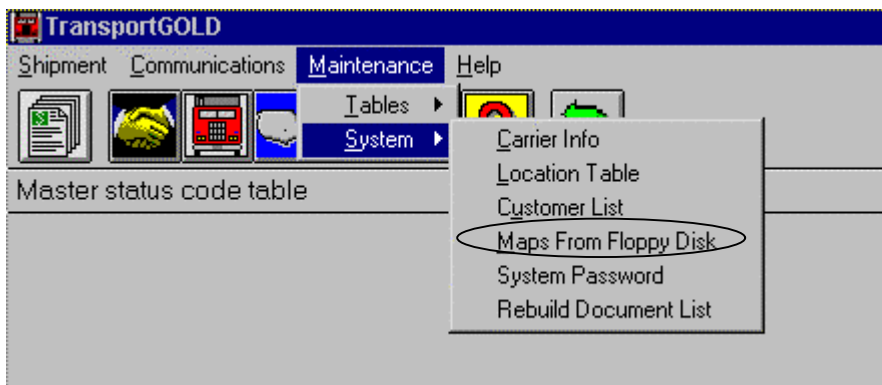 TransportGOLD
Shipment Communications Maintenance Help
Tables
System
Carrier Info
Location Table
Customer List
Maps From Floppy Disk
System Password
Rebuild Document List
Master status code table